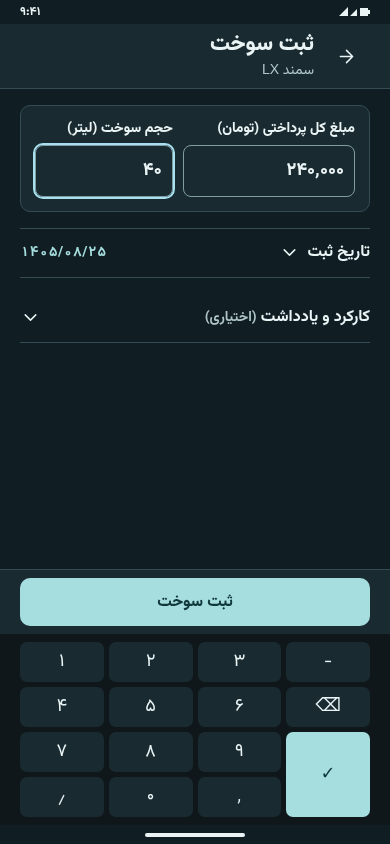 ۹:۴۱
ثبت سوخت
سمند LX
مبلغ کل پرداختی (تومان)
حجم سوخت (لیتر)
۲۴۰,۰۰۰
۴۰
تاریخ ثبت
۱۴۰۵/۰۸/۲۵
کارکرد و یادداشت (اختیاری)
ثبت سوخت
۱ ۲ ۳ -
۴ ۵ ۶ ⌫
۷ ۸ ۹ ✓
/ ۰ ,